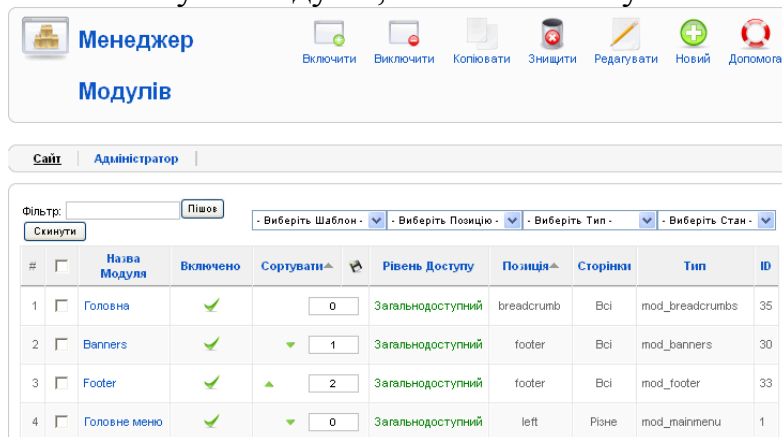 Менеджер
Модулів
Включити Виключити Копіювати Знищити Редагувати Новий Допомога
Сайт Адміністратор
Фільтр: Пішов
Скинути
- Виберіть Шаблон - - Виберіть Позицію - - Виберіть Тип - - Виберіть Стан -
# Назва Модуля Включено Сортувати Рівень Доступу Позиція Сторінки Тип ID
1 Головна 0 Загальнодоступний breadcrumb Всі mod_breadcrumbs 35
2 Banners 1 Загальнодоступний footer Всі mod_banners 30
3 Footer 2 Загальнодоступний footer Всі mod_footer 33
4 Головне меню 0 Загальнодоступний left Різне mod_mainmenu 1